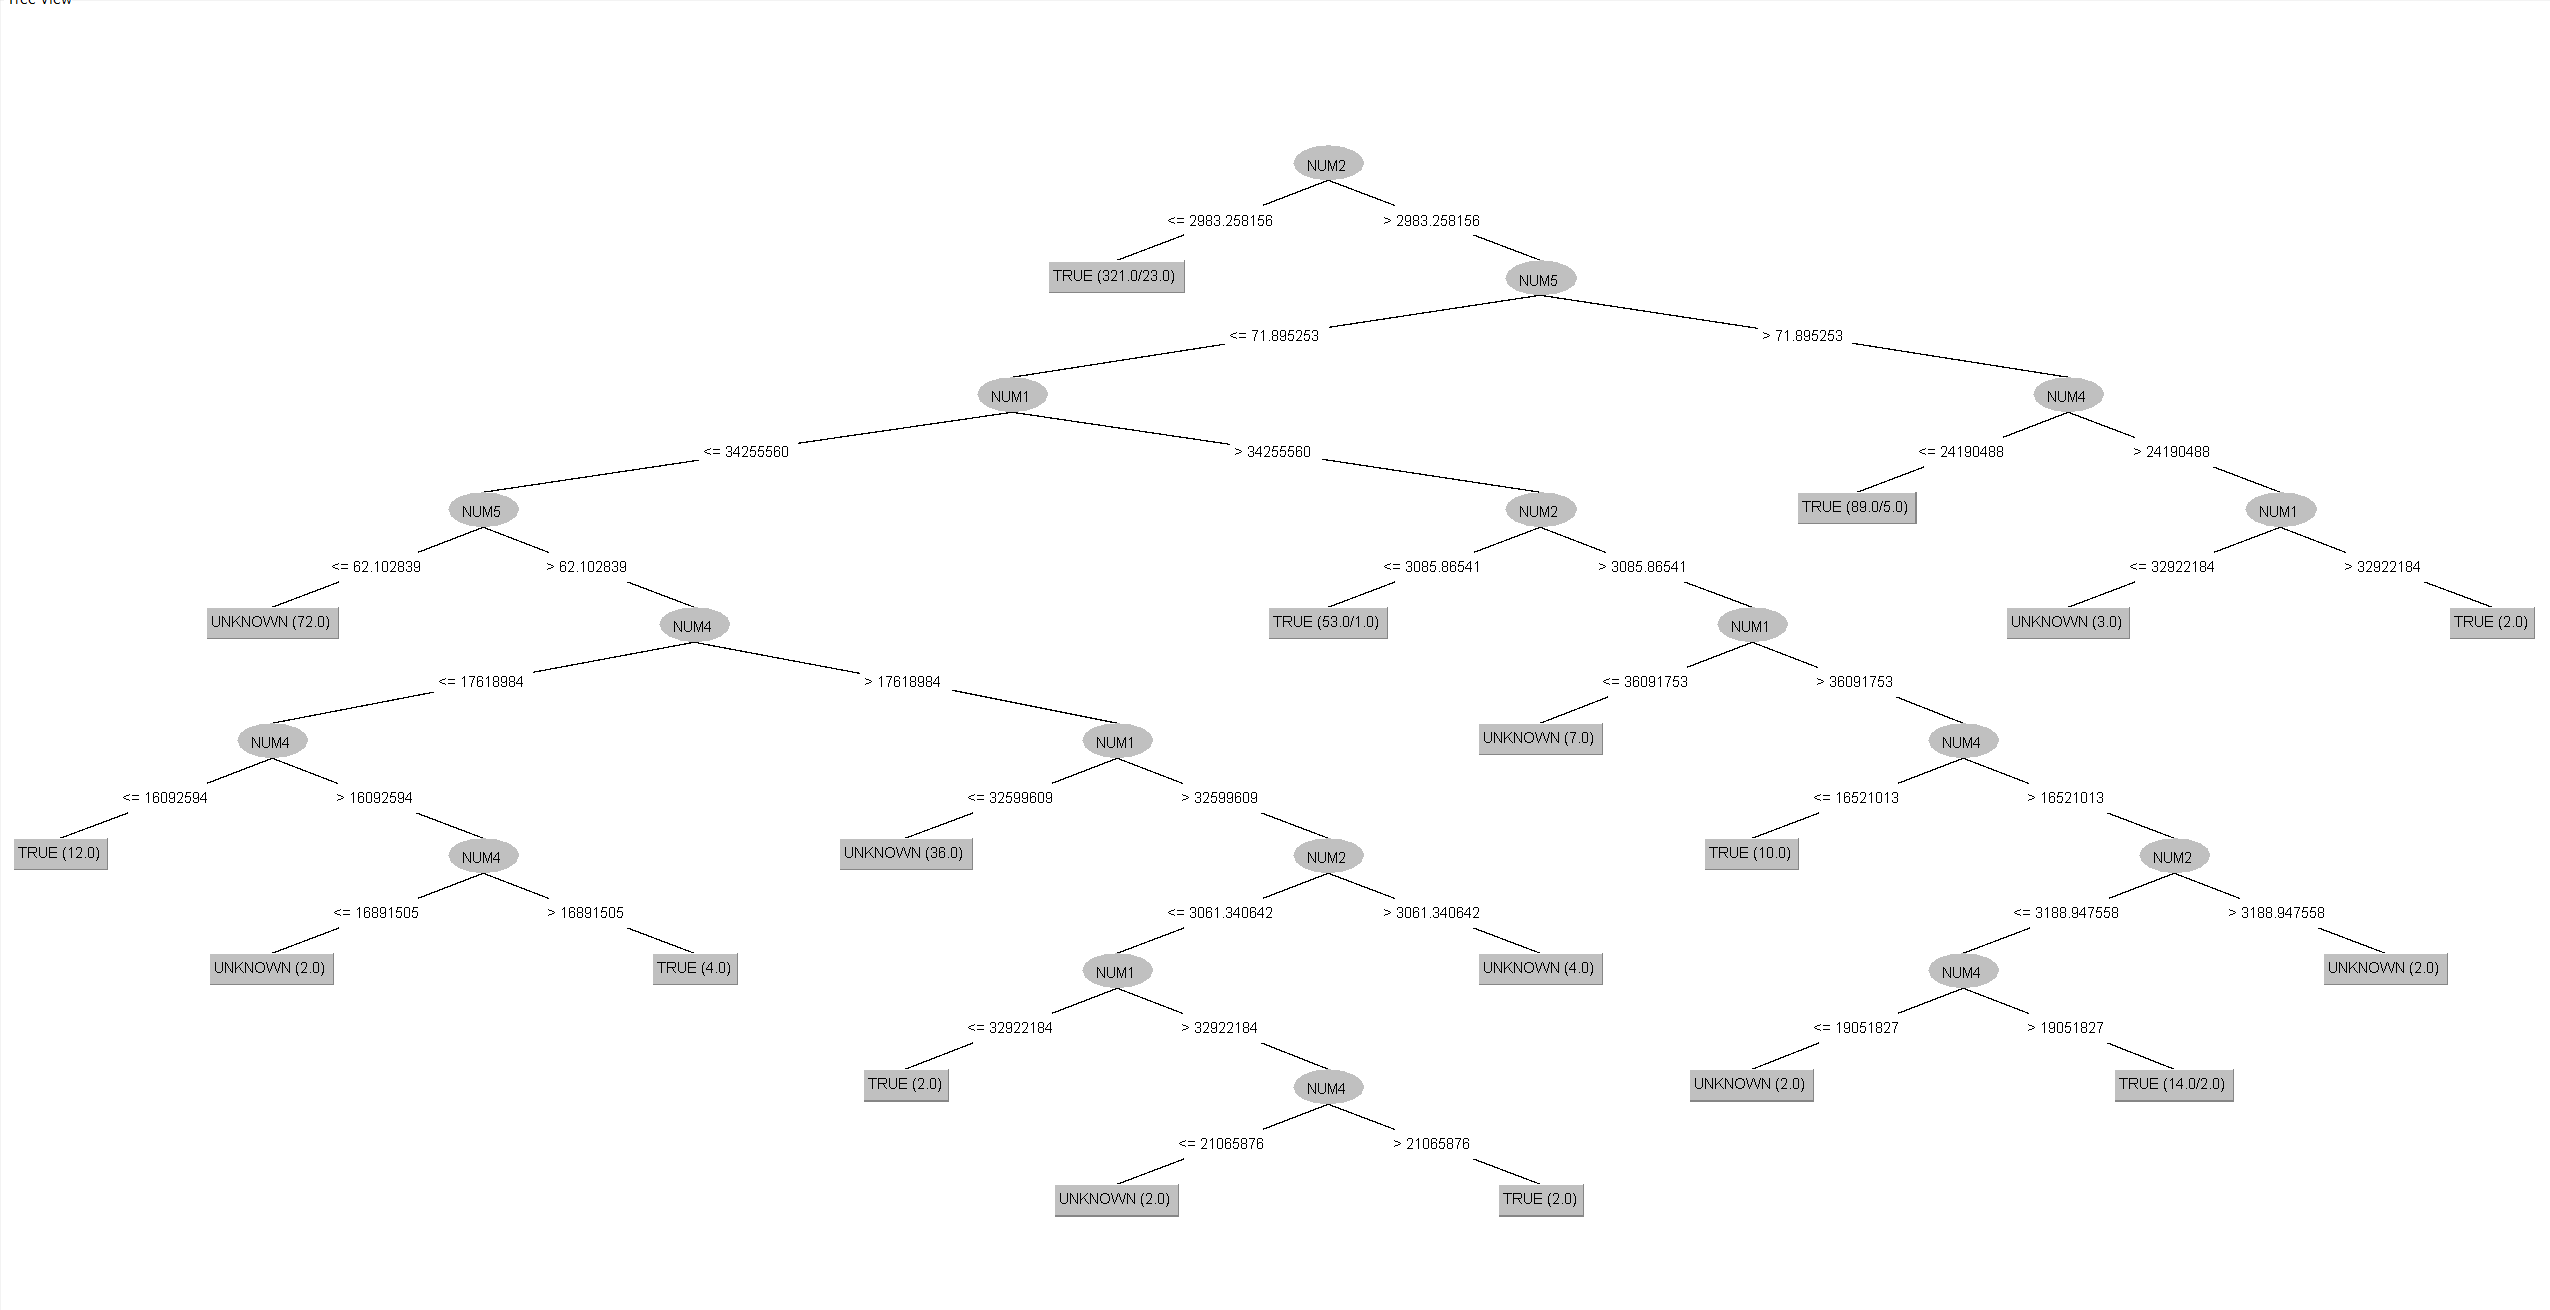 Tree View
NUM2
<= 2983.258156 > 2983.258156
TRUE (321.0/23.0) NUM5
<= 71.895253 > 71.895253
NUM1 NUM4
<= 34255560 > 34255560 <= 24190488 > 24190488
NUM5 NUM2 TRUE (89.0/5.0) NUM1
<= 62.102839 > 62.102839 <= 3085.86541 > 3085.86541 <= 32922184 > 32922184
UNKNOWN (72.0) NUM4 TRUE (53.0/1.0) NUM1 UNKNOWN (3.0) TRUE (2.0)
<= 17618984 > 17618984 <= 36091753 > 36091753
NUM4 NUM1 UNKNOWN (7.0) NUM4
<= 16092594 > 16092594 <= 32599609 > 32599609 <= 16521013 > 16521013
TRUE (12.0) NUM4 UNKNOWN (36.0) NUM2 TRUE (10.0) NUM2
<= 16891505 > 16891505 <= 3061.340642 > 3061.340642 <= 3188.947558 > 3188.947558
UNKNOWN (2.0) TRUE (4.0) NUM1 UNKNOWN (4.0) NUM4 UNKNOWN (2.0)
<= 32922184 > 32922184 <= 19051827 > 19051827
TRUE (2.0) NUM4 UNKNOWN (2.0) TRUE (14.0/2.0)
<= 21065876 > 21065876
UNKNOWN (2.0) TRUE (2.0)